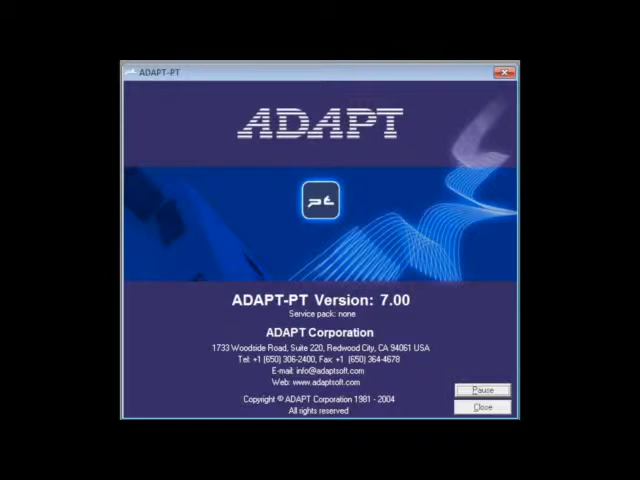 ADAPT-PT
ADAPT
pt
ADAPT-PT Version: 7.00
Service pack: none
ADAPT Corporation
1733 Woodside Road, Suite 220, Redwood City, CA 94061 USA
Tel: +1 (650) 306-2400, Fax: +1 (650) 364-4678
E-mail: info@adaptsoft.com
Web: www.adaptsoft.com
Copyright © ADAPT Corporation 1981 - 2004
All rights reserved
Pause
Close